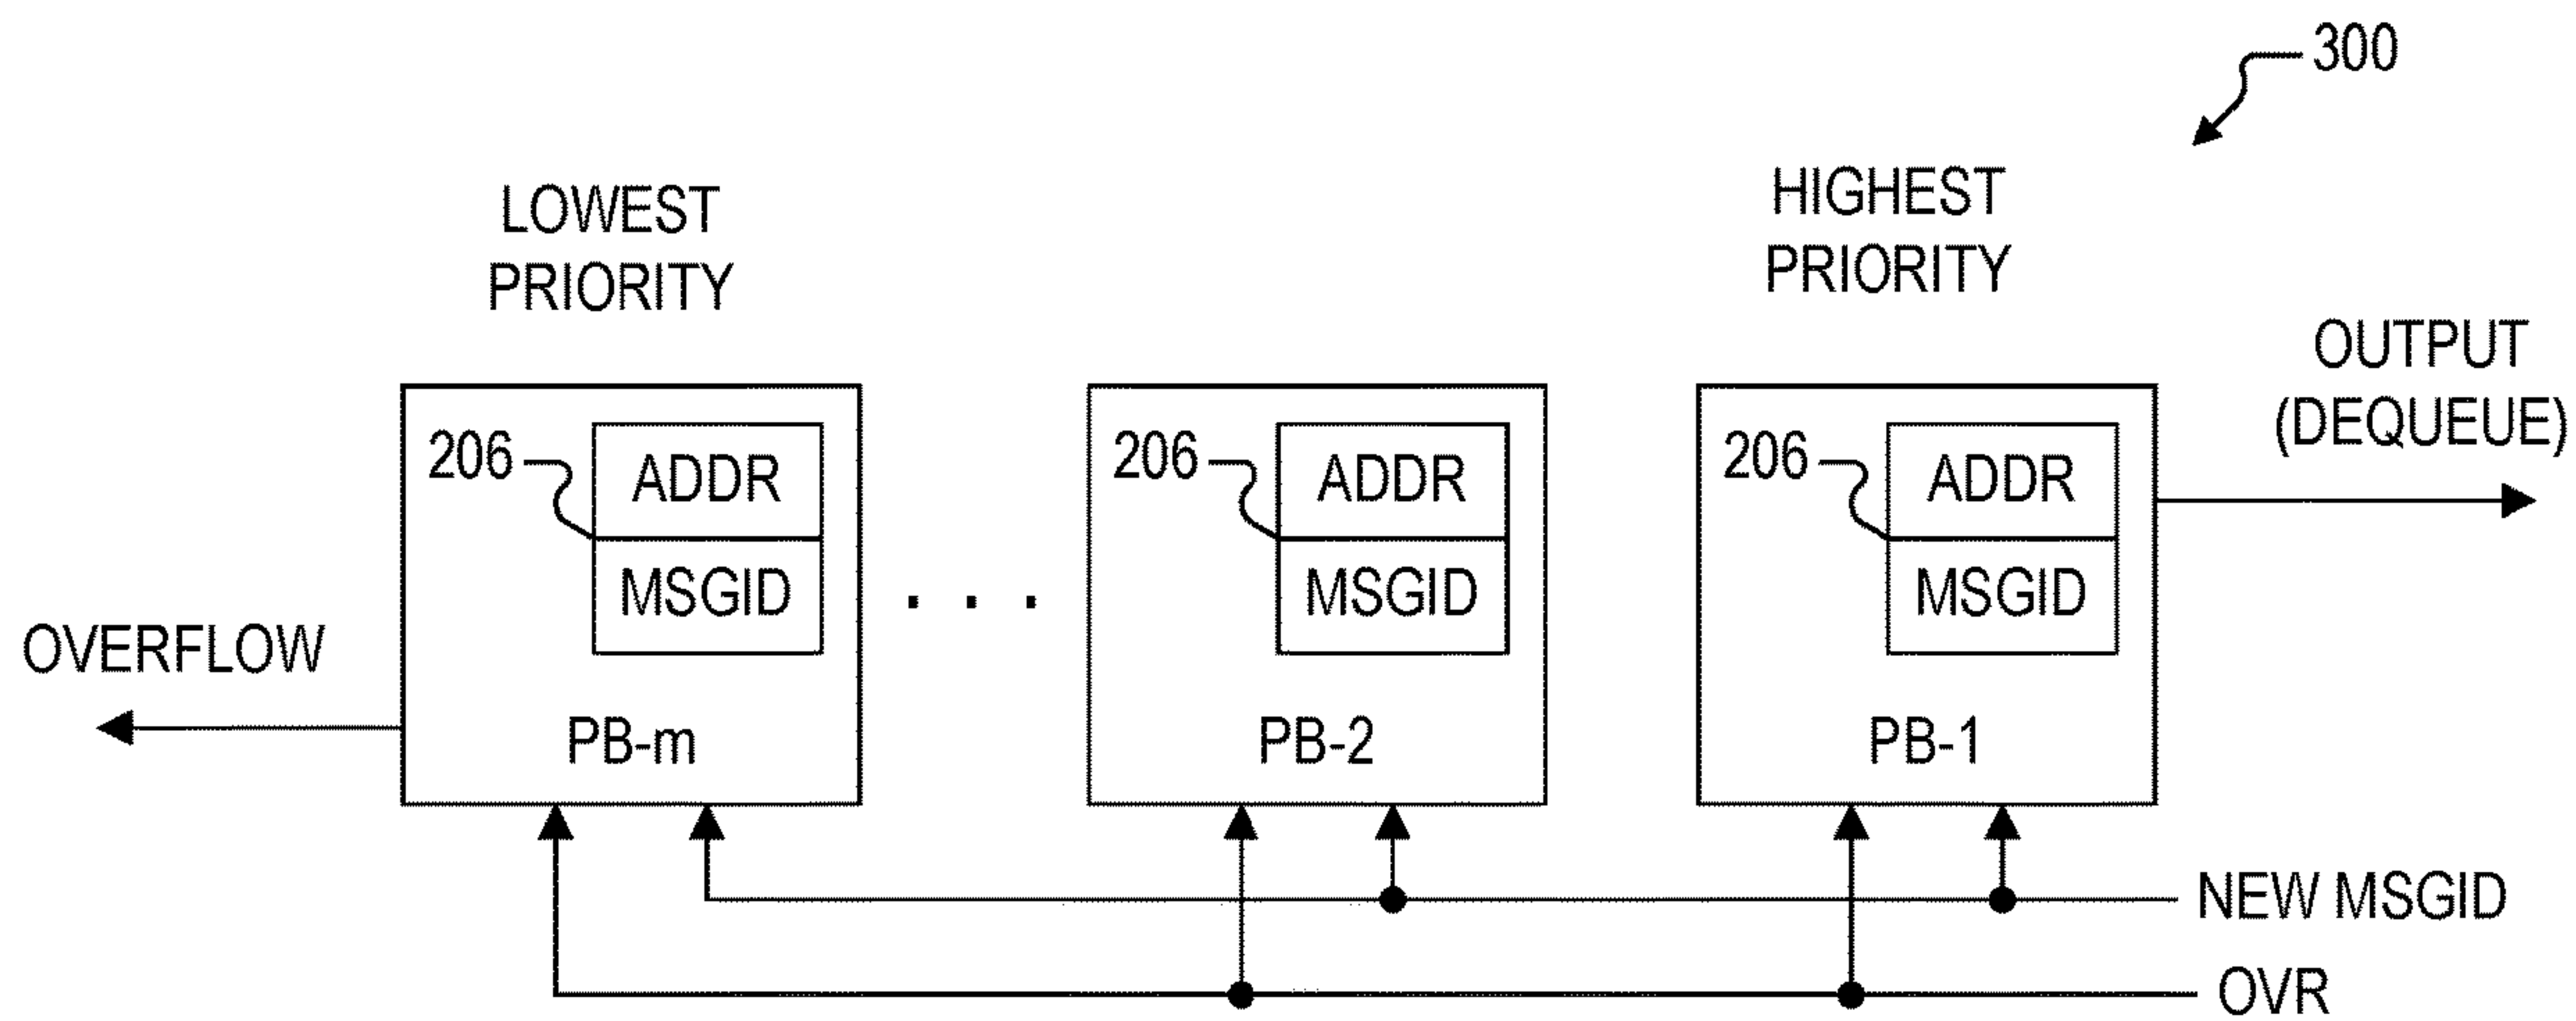 300
LOWEST
PRIORITY
HIGHEST
PRIORITY
OUTPUT
(DEQUEUE)
206
ADDR
MSGID
PB-m
. . .
206
ADDR
MSGID
PB-2
206
ADDR
MSGID
PB-1
OVERFLOW
NEW MSGID
OVR